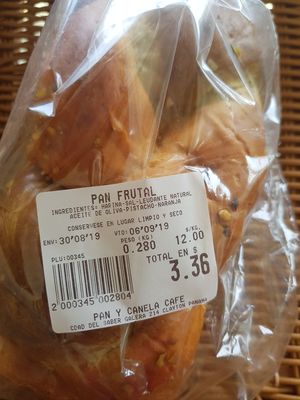 PAN FRUTAL
INGREDIENTES: HARINA-SAL-LEUDANTE NATURAL
ACEITE DE OLIVA-PISTACHO-NARANJA
CONSERVESE EN LUGAR LIMPIO Y SECO
ENV: 30"08"19 VTO: 06"09"19
PESO (KG) $/KG.
0.280 12.00
PLU: 00345
TOTAL EN $
3.36
2 000345 002804
PAN Y CANELA CAFE
CDAD DEL SABER GALERA 214 CLAYTON PANAMA